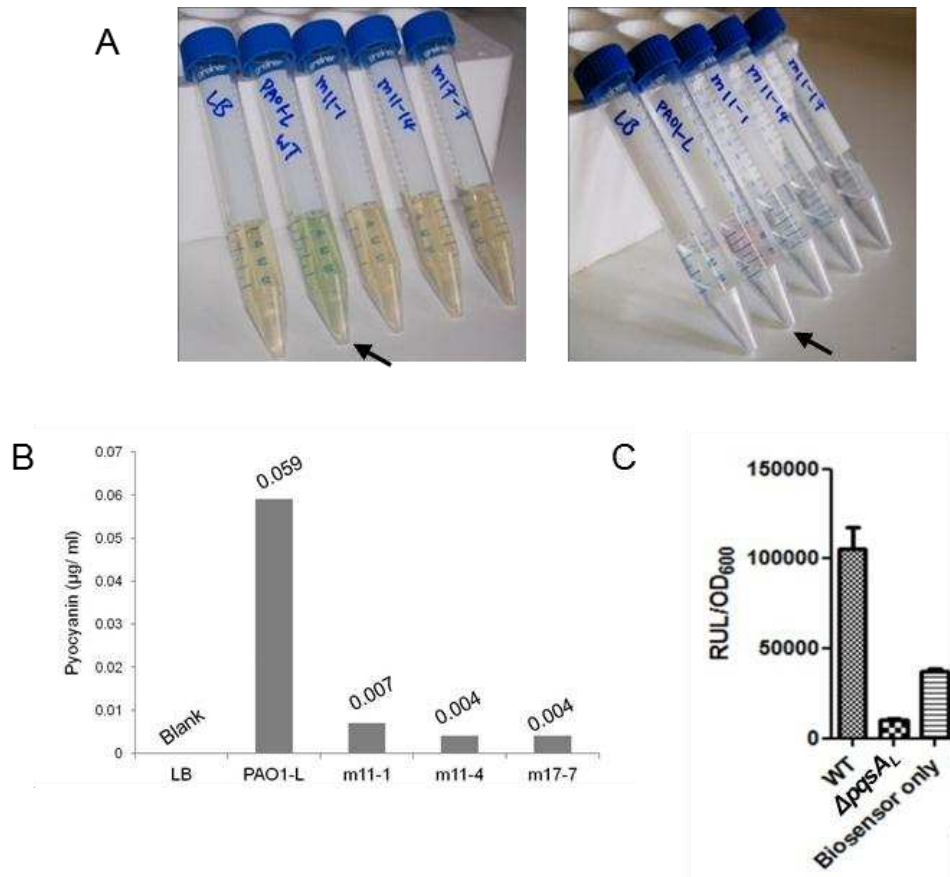 A
LB
PAO1-L
WT
m11-1
m11-14
m17-7
LB
PAO1-L
m11-1
m11-14
m11-17
B
Pyocyanin (µg/ ml)
0.07
0.06
0.05
0.04
0.03
0.02
0.01
0
Blank
0.059
0.007
0.004
0.004
LB
PAO1-L
m11-1
m11-4
m17-7
C
RUL/OD600
150000
100000
50000
0
WT
ΔpqsAL
Biosensor only